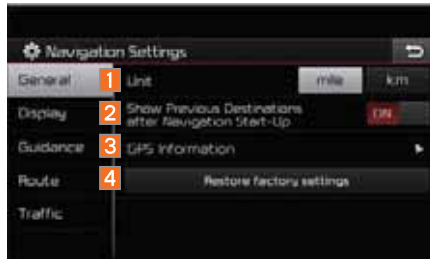 Navigation Settings
General
1 Unit mile km
Display
2 Show Previous Destinations
after Navigation Start-Up ON
Guidance
3 GPS Information
Route
4 Restore factory settings
Traffic